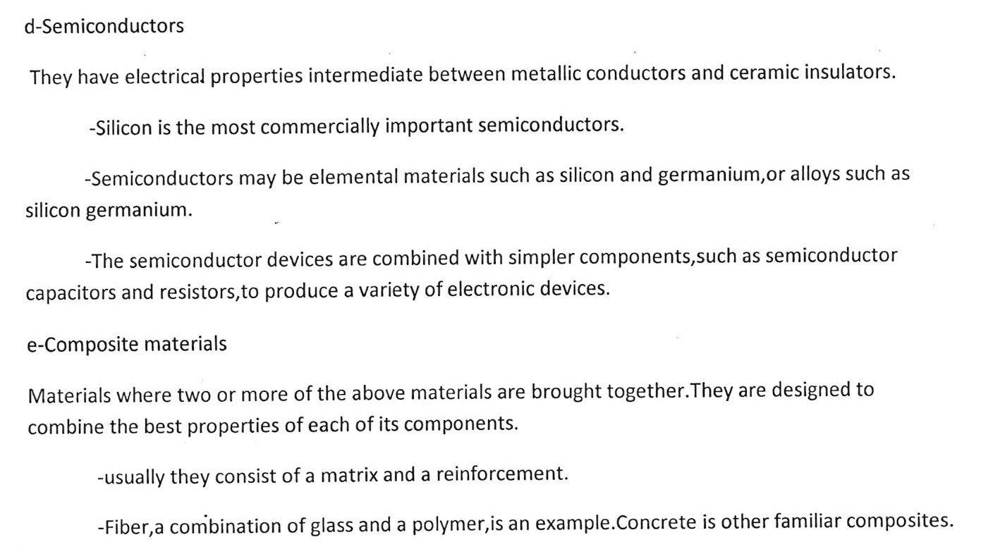 d-Semiconductors
They have electrical properties intermediate between metallic conductors and ceramic insulators.
-Silicon is the most commercially important semiconductors.
-Semiconductors may be elemental materials such as silicon and germanium,or alloys such as
silicon germanium.
-The semiconductor devices are combined with simpler components,such as semiconductor
capacitors and resistors,to produce a variety of electronic devices.
e-Composite materials
Materials where two or more of the above materials are brought together.They are designed to
combine the best properties of each of its components.
-usually they consist of a matrix and a reinforcement.
-Fiber,a combination of glass and a polymer,is an example.Concrete is other familiar composites.